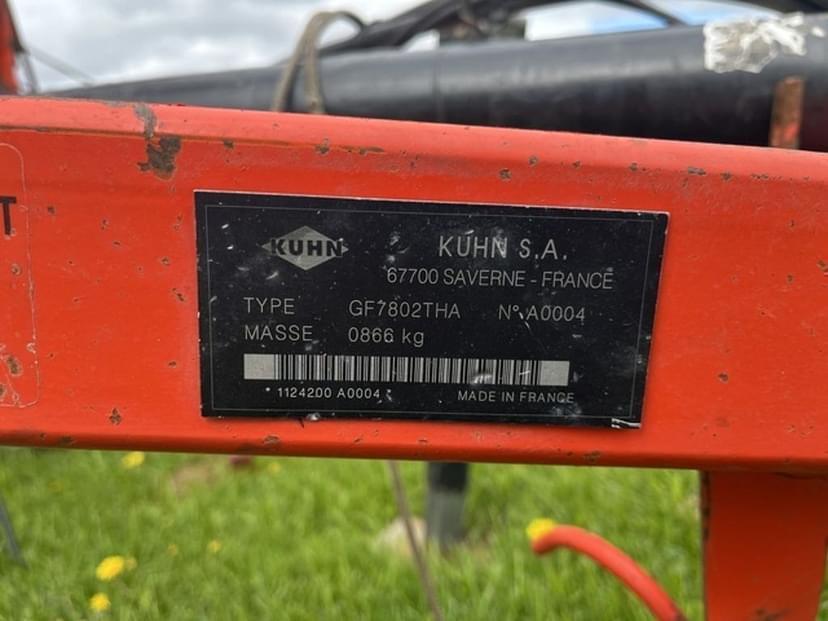 T
KUHN
KUHN S.A.
67700 SAVERNE - FRANCE
TYPE GF7802THA N° A0004
MASSE 0866 kg
* 1124200 A0004 * MADE IN FRANCE